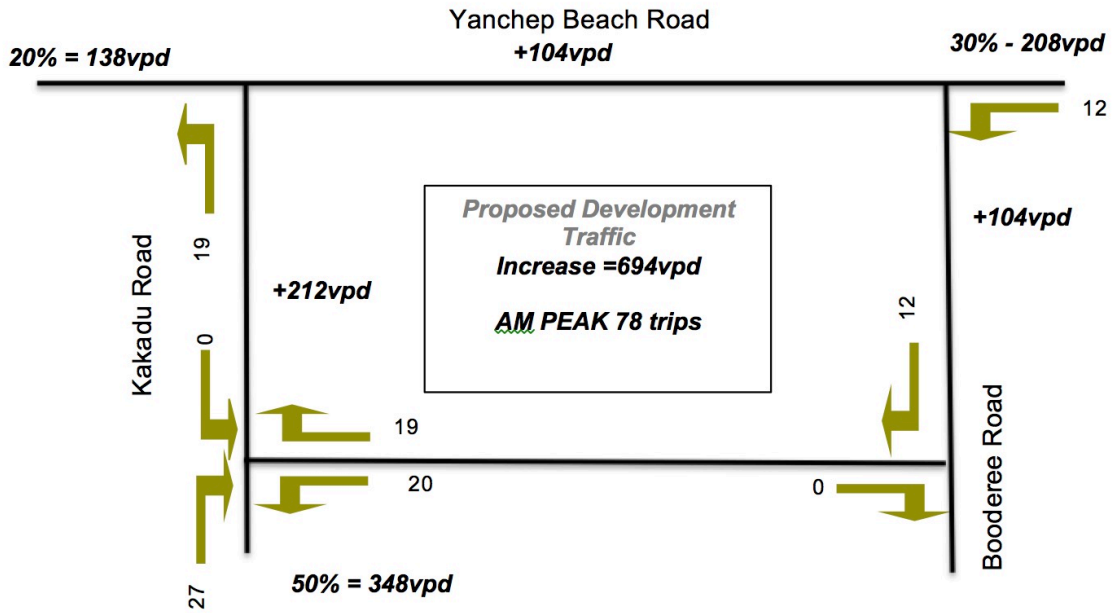 Yanchep Beach Road
20% = 138vpd
+104vpd
30% - 208vpd
12
Proposed Development
Traffic
Increase =694vpd
AM PEAK 78 trips
+104vpd
Kakadu Road
19
+212vpd
0
12
19
20
0
Booderee Road
27
50% = 348vpd